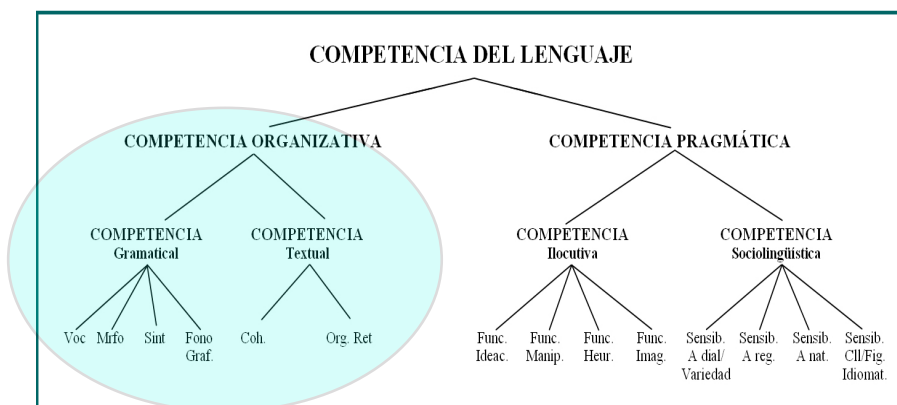 COMPETENCIA DEL LENGUAJE
COMPETENCIA ORGANIZATIVA
COMPETENCIA PRAGMÁTICA
COMPETENCIA
Gramatical
COMPETENCIA
Textual
COMPETENCIA
Ilocutiva
COMPETENCIA
Sociolingüística
Voc
Mrfo
Sint
Fono
Graf.
Coh.
Org. Ret
Func.
Ideac.
Func.
Manip.
Func.
Heur.
Func.
Imag.
Sensib.
A dial/
Variedad
Sensib.
A reg.
Sensib.
A nat.
Sensib.
Cll/Fig.
Idiomat.